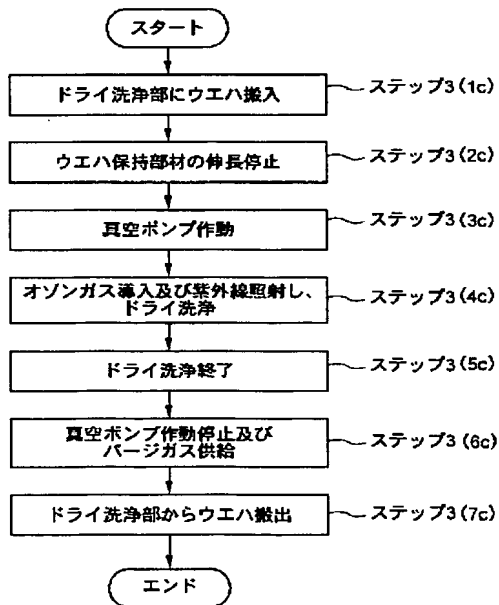 スタート
ドライ洗浄部にウエハ搬入
ステップ3(1c)
ウエハ保持部材の伸長停止
ステップ3(2c)
真空ポンプ作動
ステップ3(3c)
オゾンガス導入及び紫外線照射し、
ドライ洗浄
ステップ3(4c)
ドライ洗浄終了
ステップ3(5c)
真空ポンプ作動停止及び
パージガス供給
ステップ3(6c)
ドライ洗浄部からウエハ搬出
ステップ3(7c)
エンド